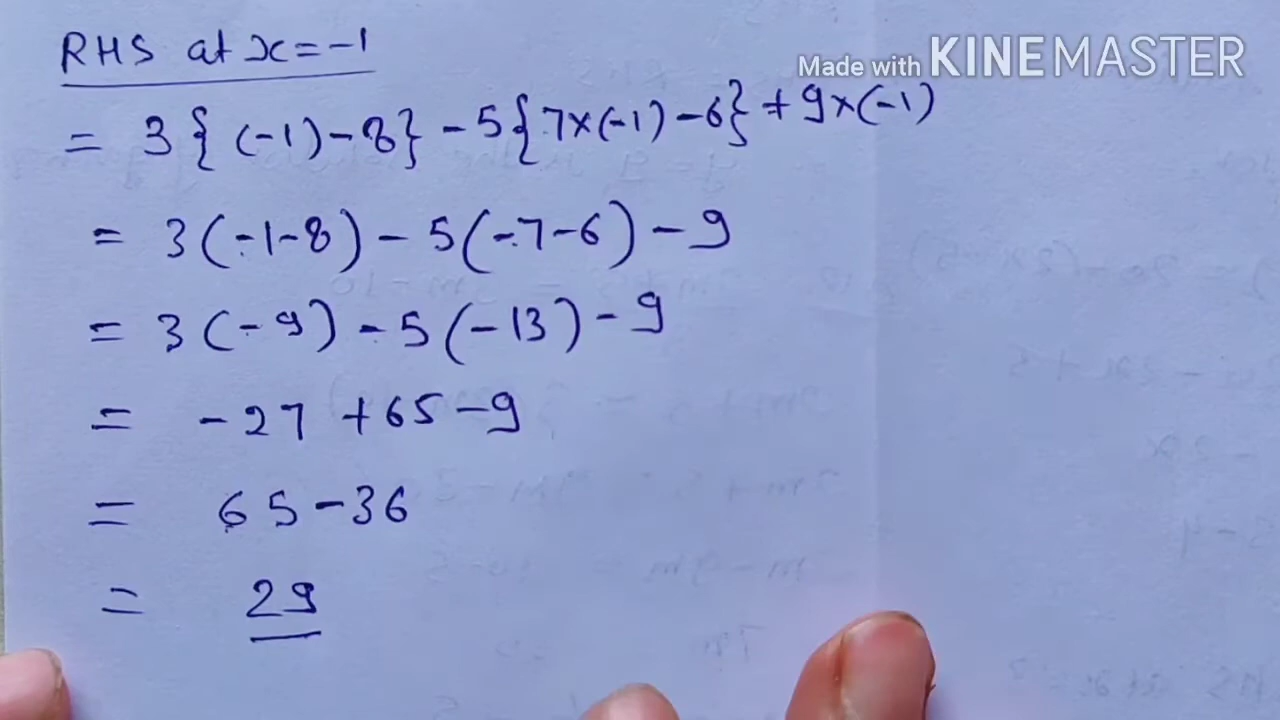 RHS at x=-1
Made with KINEMASTER
= 3{(-1)-8} -5{7×(-1)-6}+9×(-1)
= 3(-1-8)-5(-7-6)-9
= 3(-9)-5(-13)-9
= -27+65-9
= 65-36
= 29